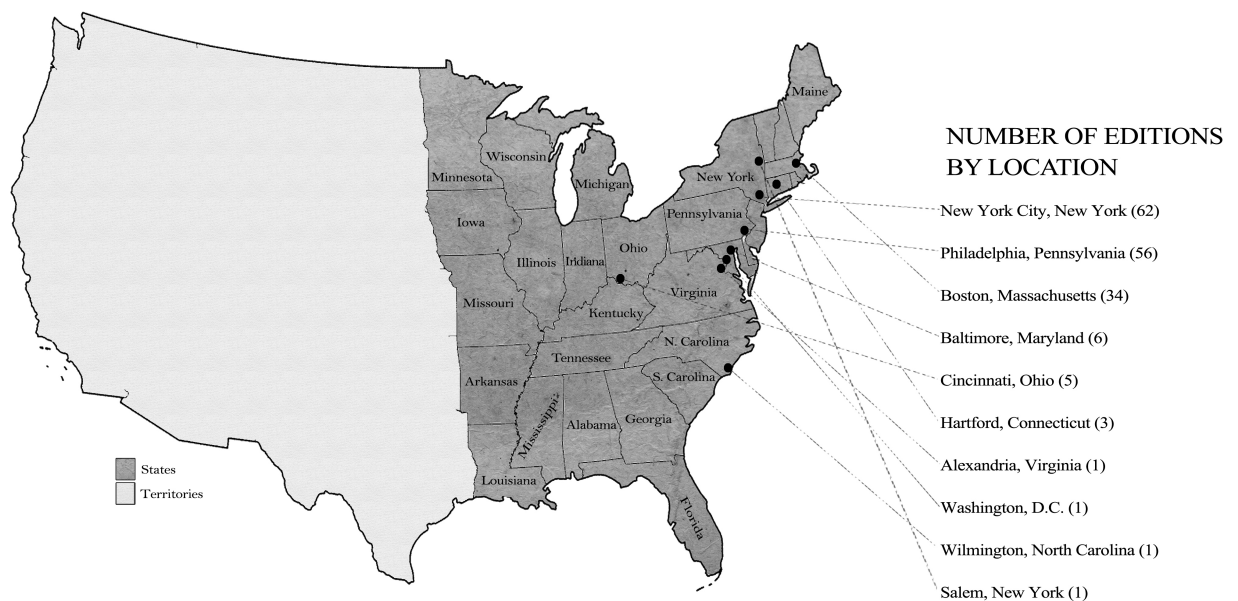 Maine
Wisconsin
Minnesota
Michigan
New York
Pennsylvania
Iowa
Ohio
Illinois
Indiana
Virginia
Missouri
Kentucky
N. Carolina
Tennessee
S. Carolina
Arkansas
Mississippi
Alabama
Georgia
Louisiana
Florida
States
Territories
NUMBER OF EDITIONS
BY LOCATION
New York City, New York (62)
Philadelphia, Pennsylvania (56)
Boston, Massachusetts (34)
Baltimore, Maryland (6)
Cincinnati, Ohio (5)
Hartford, Connecticut (3)
Alexandria, Virginia (1)
Washington, D.C. (1)
Wilmington, North Carolina (1)
Salem, New York (1)